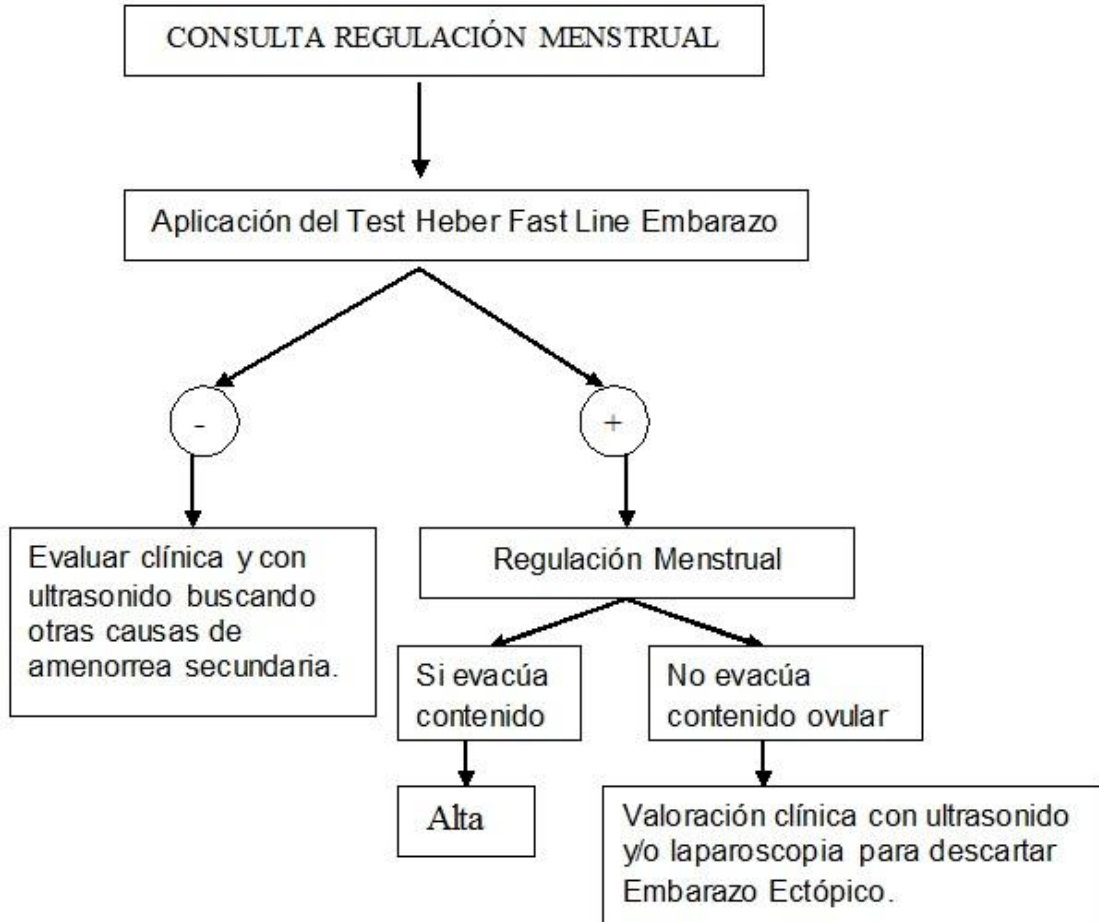 CONSULTA REGULACIÓN MENSTRUAL
Aplicación del Test Heber Fast Line Embarazo
-
+
Evaluar clínica y con
ultrasonido buscando
otras causas de
amenorrea secundaria.
Regulación Menstrual
Si evacúa
contenido
No evacúa
contenido ovular
Alta
Valoración clínica con ultrasonido
y/o laparoscopia para descartar
Embarazo Ectópico.